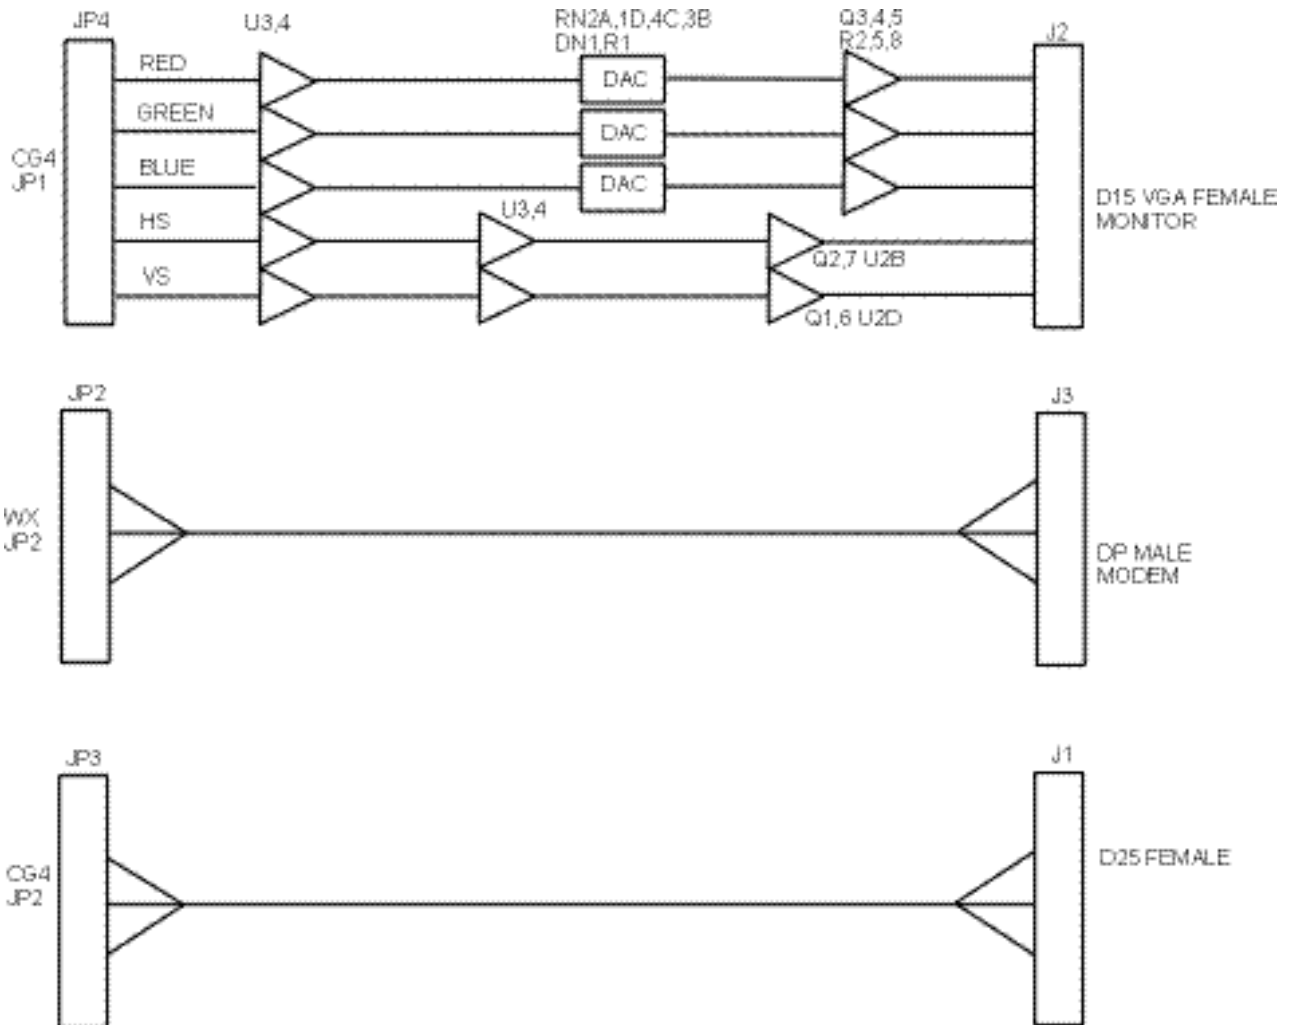 JP4
U3,4
RN2A,1D,4C,3B
DN1,R1
Q3,4,5
R2,5,8
J2
RED
DAC
GREEN
DAC
CG4
JP1
BLUE
DAC
D15 VGA FEMALE
MONITOR
HS
U3,4
Q2,7 U2B
VS
Q1,6 U2D
JP2
J3
WX
JP2
DP MALE
MODEM
JP3
J1
CG4
JP2
D25 FEMALE